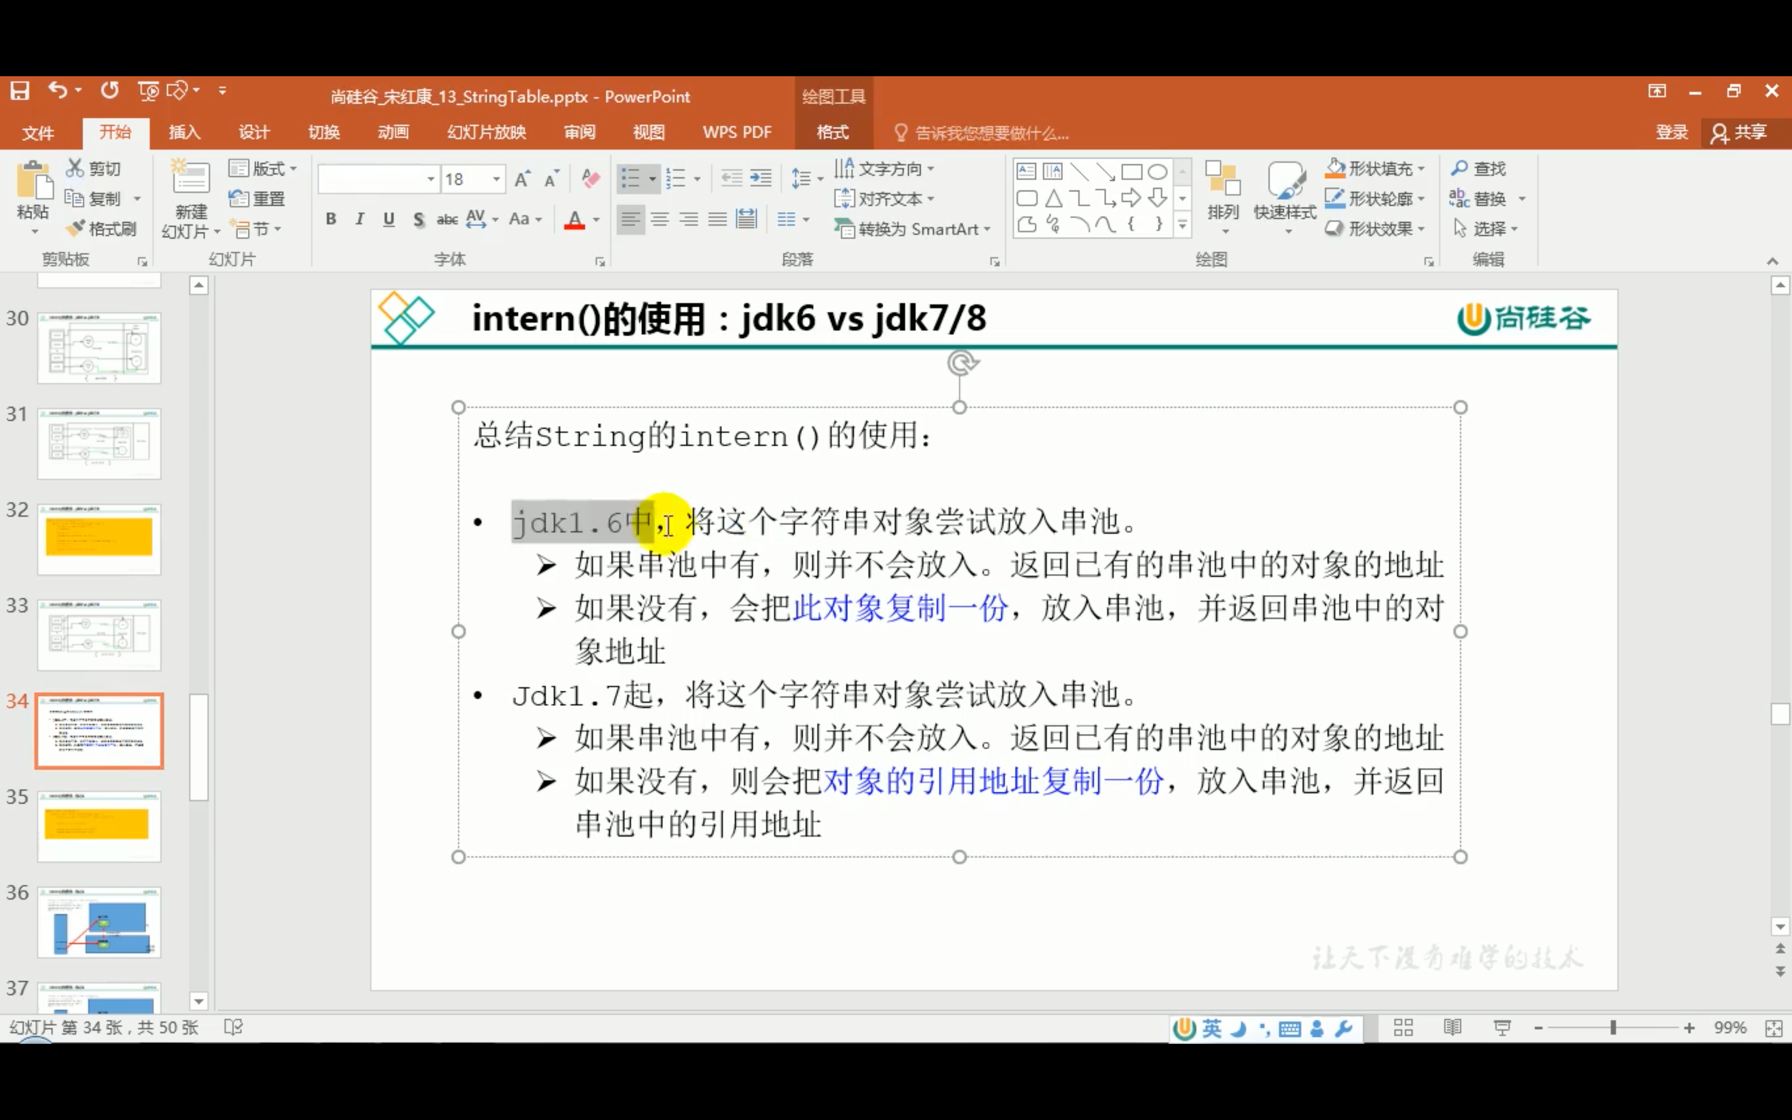 尚硅谷_宋红康_13_StringTable.pptx - PowerPoint
绘图工具
文件 开始 插入 设计 切换 动画 幻灯片放映 审阅 视图 WPS PDF 格式 告诉我您想要做什么... 登录 共享
粘贴 剪切 复制 格式刷
剪贴板
新建幻灯片 版式 重置 节
幻灯片
18
B I U S abc AV Aa A
字体
文字方向 对齐文本 转换为 SmartArt
段落
排列 快速样式 形状填充 形状轮廓 形状效果
绘图
查找 替换 选择
编辑
30
31
32
33
34
35
36
37
intern()的使用：jdk6 vs jdk7/8
尚硅谷
总结String的intern()的使用：
• jdk1.6中，将这个字符串对象尝试放入串池。
➢ 如果串池中有，则并不会放入。返回已有的串池中的对象的地址
➢ 如果没有，会把此对象复制一份，放入串池，并返回串池中的对
象地址
• Jdk1.7起，将这个字符串对象尝试放入串池。
➢ 如果串池中有，则并不会放入。返回已有的串池中的对象的地址
➢ 如果没有，则会把对象的引用地址复制一份，放入串池，并返回
串池中的引用地址
让天下没有难学的技术
幻灯片 第 34 张，共 50 张
英
99%